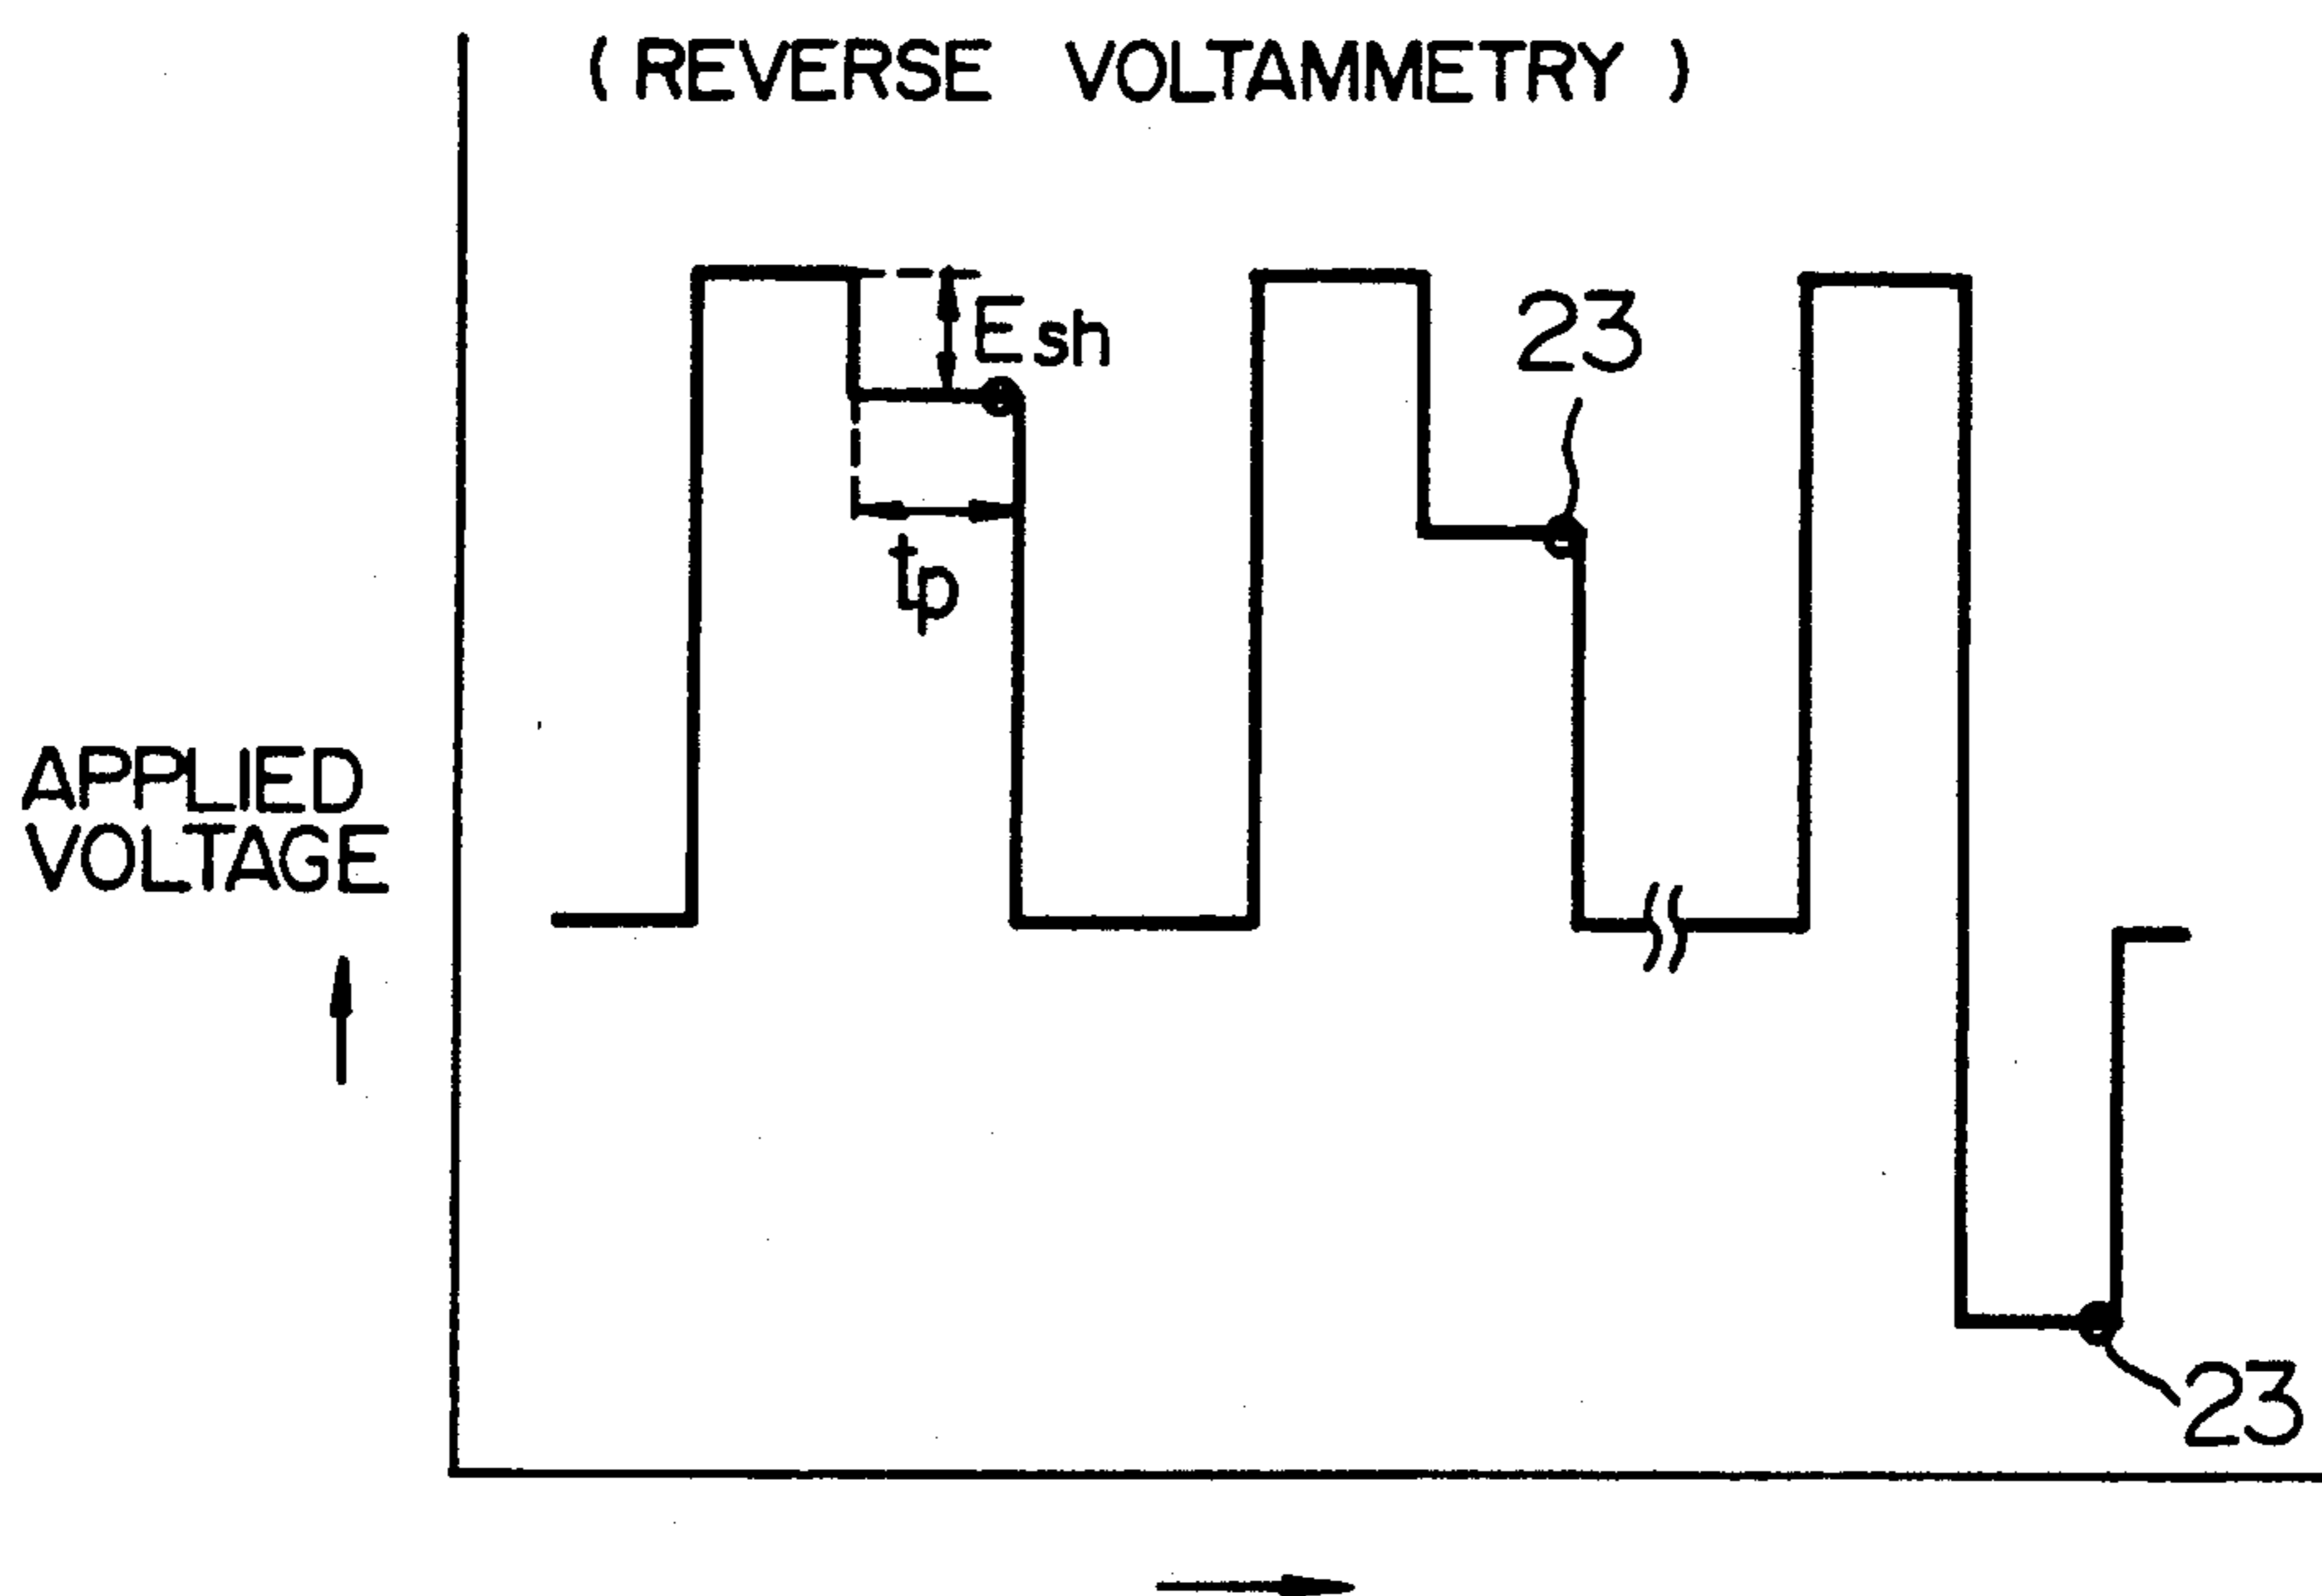 ( REVERSE VOLTAMMETRY )
Esh
23
tp
APPLIED
VOLTAGE
23